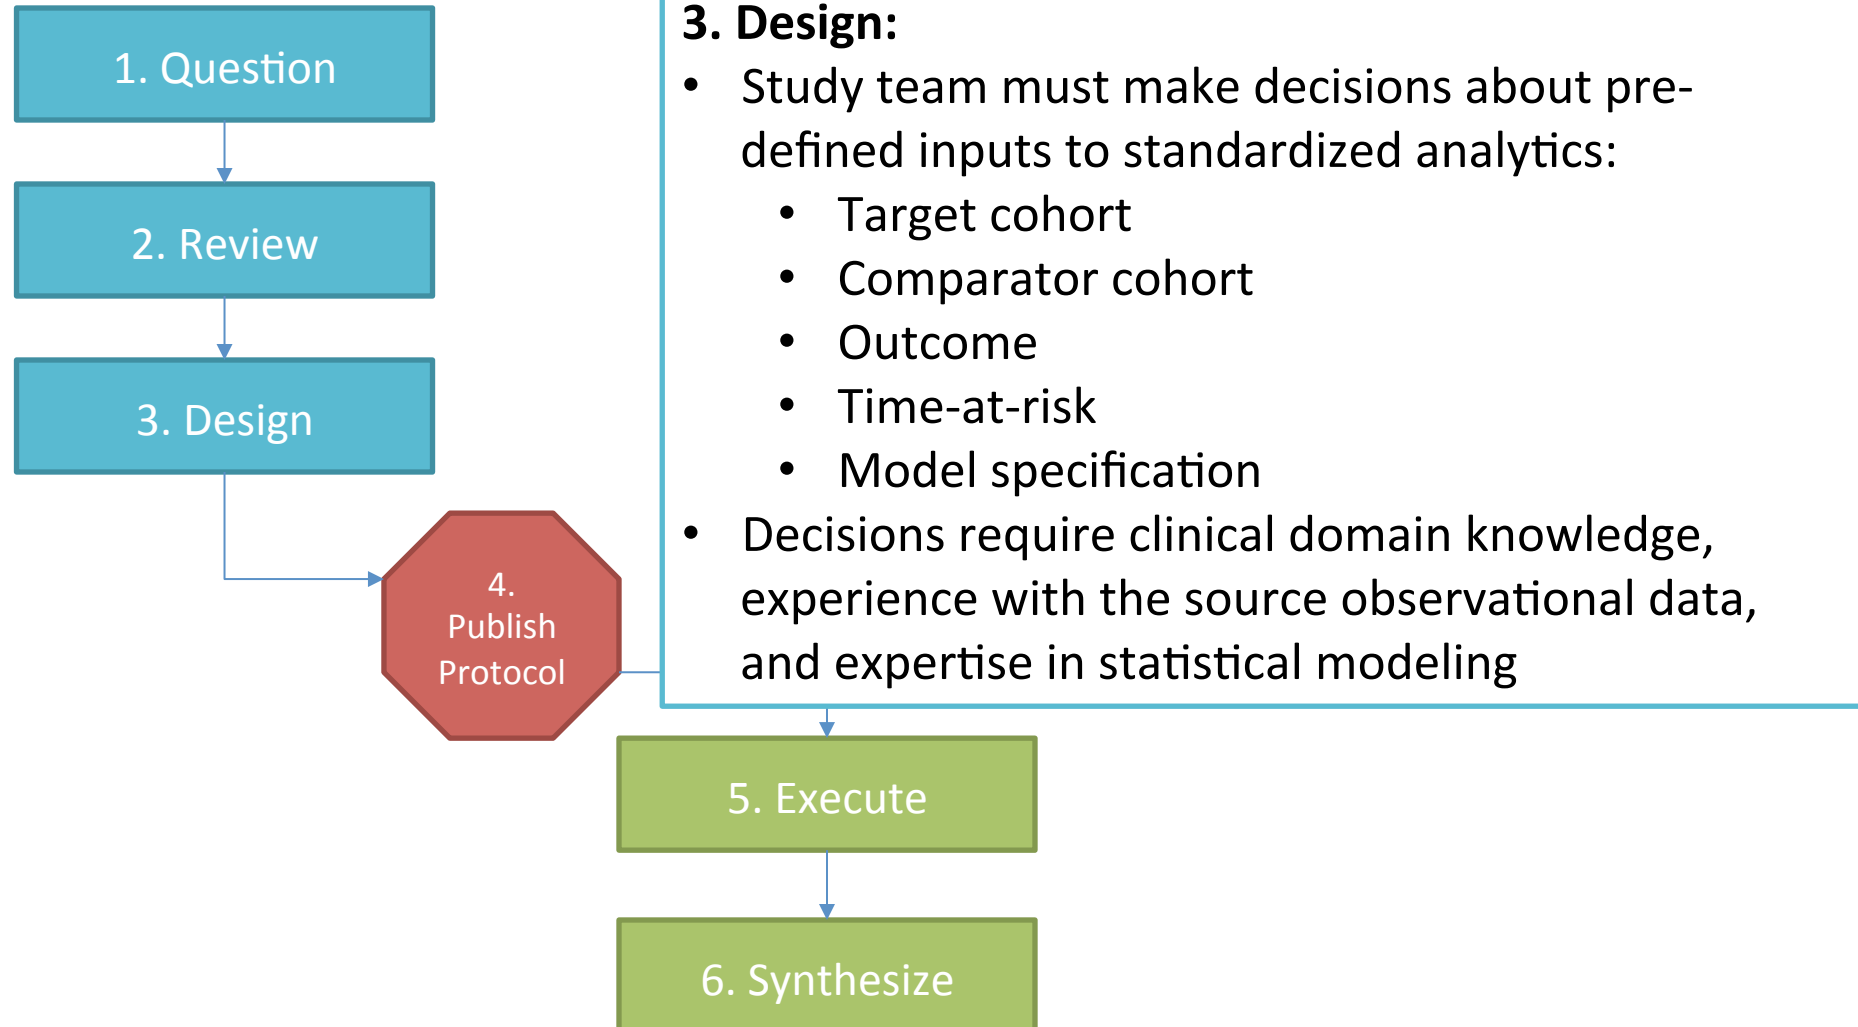 1. Question
2. Review
3. Design
4.
Publish
Protocol
3. Design:
• Study team must make decisions about pre-
defined inputs to standardized analytics:
• Target cohort
• Comparator cohort
• Outcome
• Time-at-risk
• Model specification
• Decisions require clinical domain knowledge,
experience with the source observational data,
and expertise in statistical modeling
5. Execute
6. Synthesize